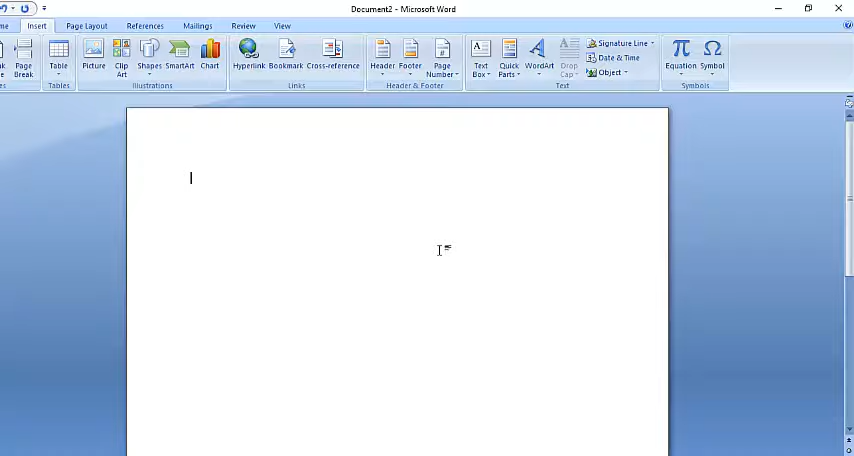 Document2 - Microsoft Word
Insert
Page Layout
References
Mailings
Review
View
Page
Break
Table
Picture
Clip
Art
Shapes
SmartArt
Chart
Hyperlink
Bookmark
Cross-reference
Header
Footer
Page
Number
Text
Box
Quick
Parts
WordArt
Drop
Cap
Signature Line
Date & Time
Object
Equation
Symbol
Tables
Illustrations
Links
Header & Footer
Text
Symbols